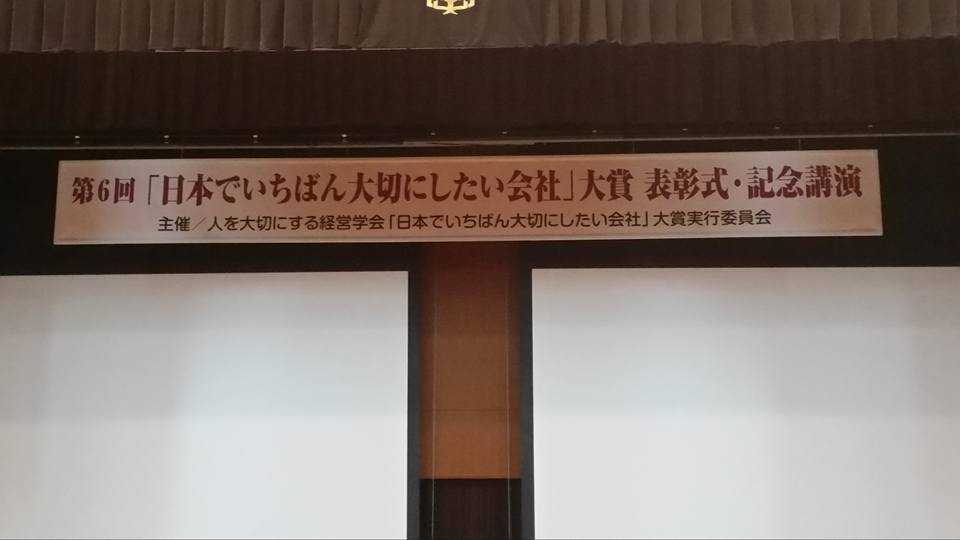 第6回「日本でいちばん大切にしたい会社」大賞 表彰式・記念講演
主催／人を大切にする経営学会「日本でいちばん大切にしたい会社」大賞実行委員会